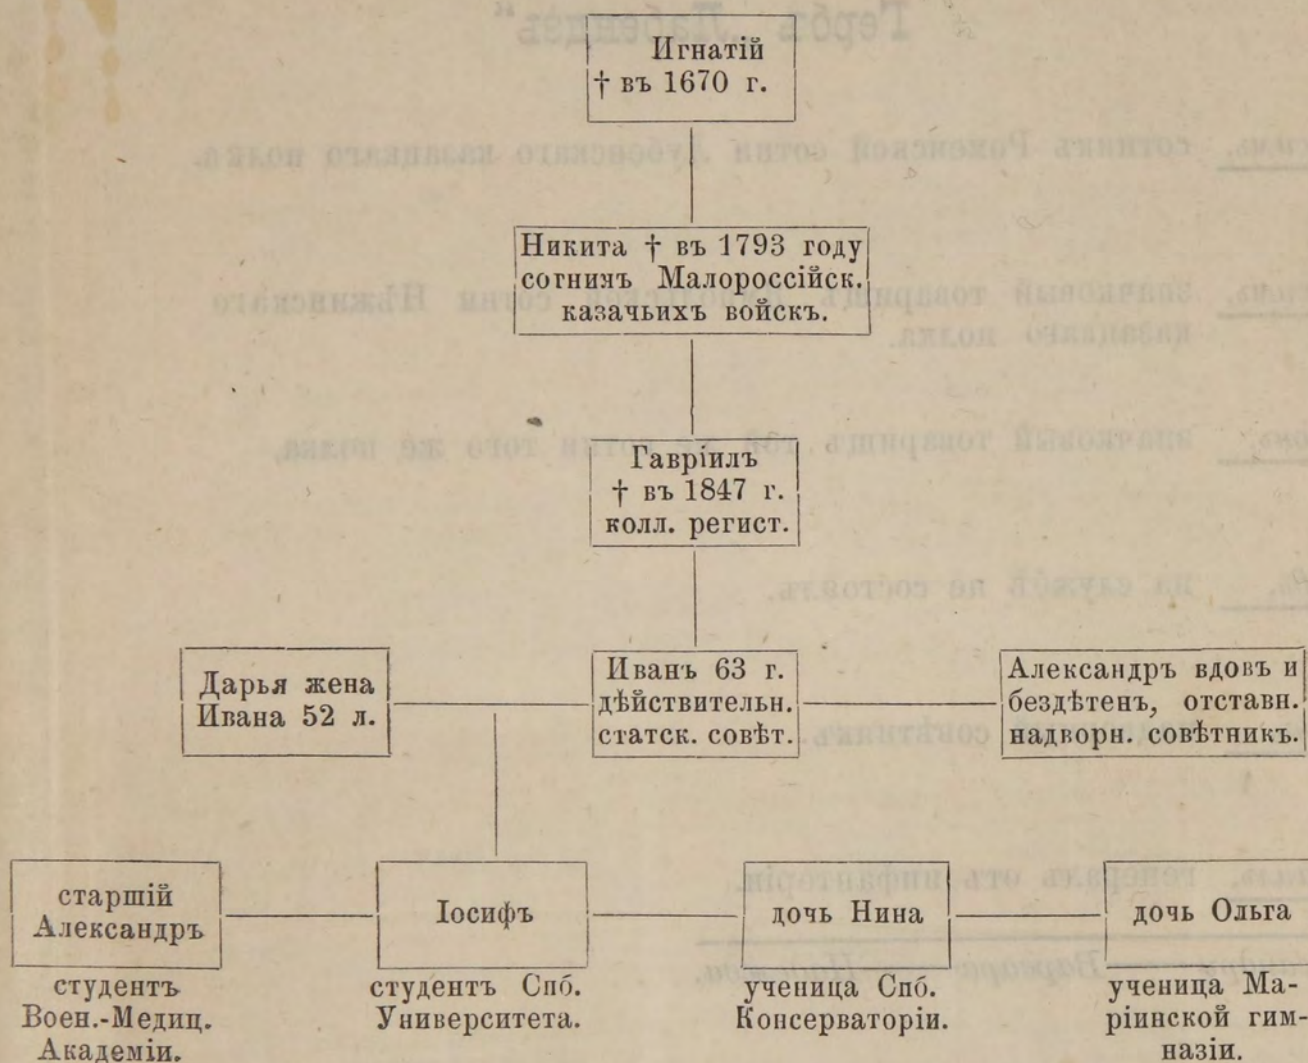 Игнатій
† въ 1670 г.
Никита † въ 1793 году
согникъ Малороссійск.
казачьихъ войскъ.
Гавріилъ
† въ 1847 г.
колл. регист.
Дарья жена
Ивана 52 л.
Иванъ 63 г.
дѣйствительн.
статск. совѣт.
Александръ вдовъ и
бездѣтенъ, отставн.
надворн. совѣтникъ.
старшій
Александръ
студентъ
Воен.-Медиц.
Академіи.
Іосифъ
студентъ Спб.
Университета.
дочь Нина
ученица Спб.
Консерваторіи.
дочь Ольга
ученица Ма-
ріинской гим-
назіи.